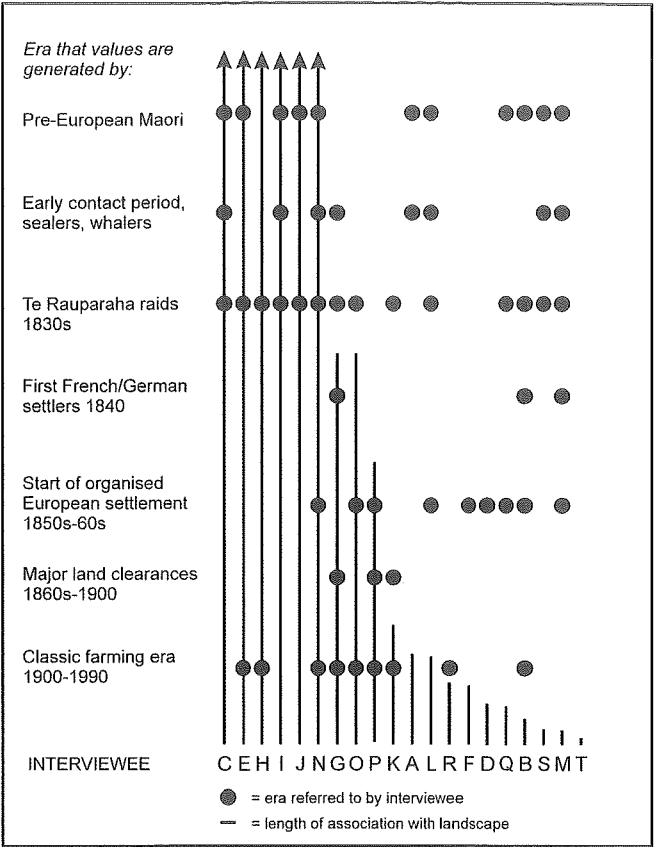 Era that values are
generated by:
Pre-European Maori
Early contact period,
sealers, whalers
Te Rauparaha raids
1830s
First French/German
settlers 1840
Start of organised
European settlement
1850s-60s
Major land clearances
1860s-1900
Classic farming era
1900-1990
INTERVIEWEE C E H I J N G O P K A L R F D Q B S M T
= era referred to by interviewee
= length of association with landscape